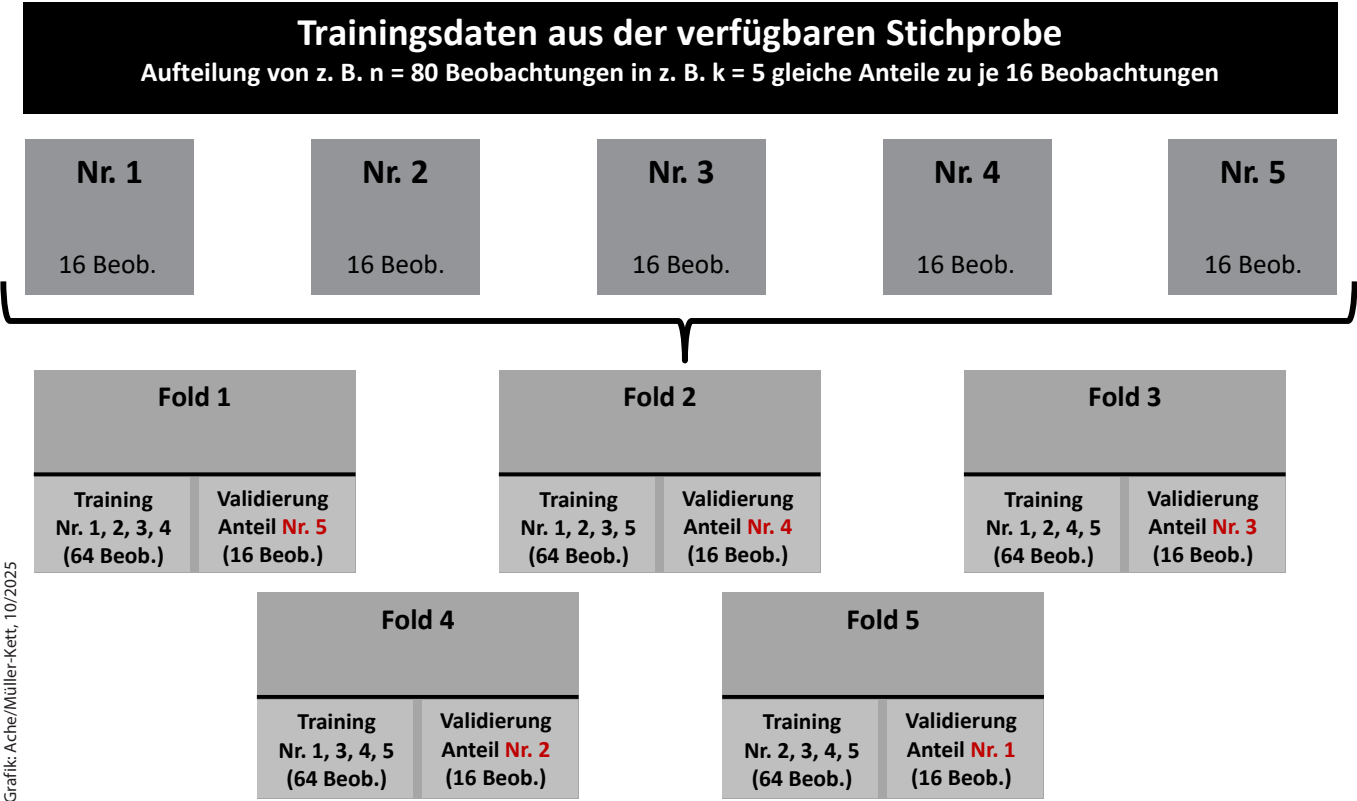 Trainingsdaten aus der verfügbaren Stichprobe
Aufteilung von z. B. n = 80 Beobachtungen in z. B. k = 5 gleiche Anteile zu je 16 Beobachtungen
Nr. 1
16 Beob.
Nr. 2
16 Beob.
Nr. 3
16 Beob.
Nr. 4
16 Beob.
Nr. 5
16 Beob.
Fold 1
Training
Nr. 1, 2, 3, 4
(64 Beob.)
Validierung
Anteil Nr. 5
(16 Beob.)
Fold 2
Training
Nr. 1, 2, 3, 5
(64 Beob.)
Validierung
Anteil Nr. 4
(16 Beob.)
Fold 3
Training
Nr. 1, 2, 4, 5
(64 Beob.)
Validierung
Anteil Nr. 3
(16 Beob.)
Fold 4
Training
Nr. 1, 3, 4, 5
(64 Beob.)
Validierung
Anteil Nr. 2
(16 Beob.)
Fold 5
Training
Nr. 2, 3, 4, 5
(64 Beob.)
Validierung
Anteil Nr. 1
(16 Beob.)
Grafik: Ache/Müller-Kett, 10/2025